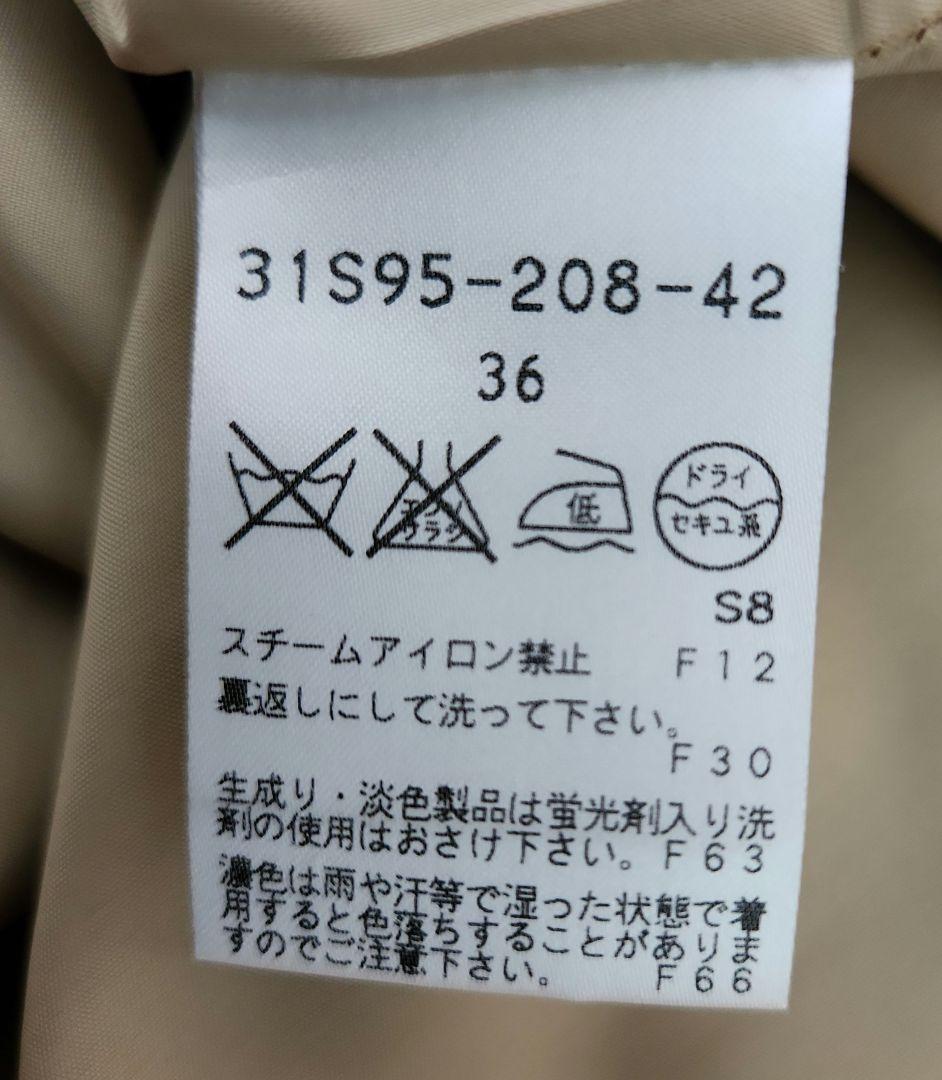 31S95-208-42
36
エンソ
サラシ
低
ドライ
セキユ系
S8
スチームアイロン禁止 F12
裏返しにして洗って下さい。
F30
生成り・淡色製品は蛍光剤入り洗
剤の使用はおさけ下さい。F63
濃色は雨や汗等で湿った状態で着
用すると色落ちすることがありま
すのでご注意下さい。 F66